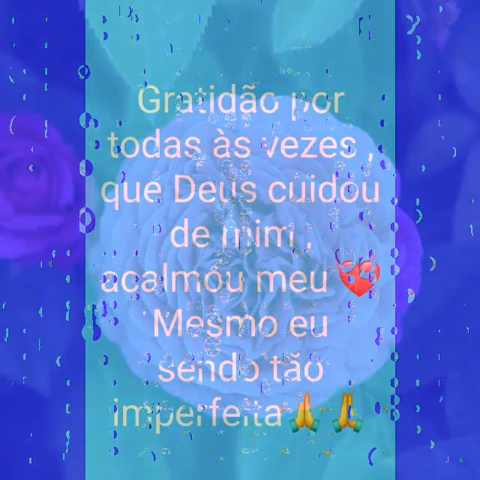 Gratidão por
todas às vezes ,
que Deus cuidou
de mim ,
acalmou meu 💞
Mesmo eu
sendo tão
imperfeita🙏🙏